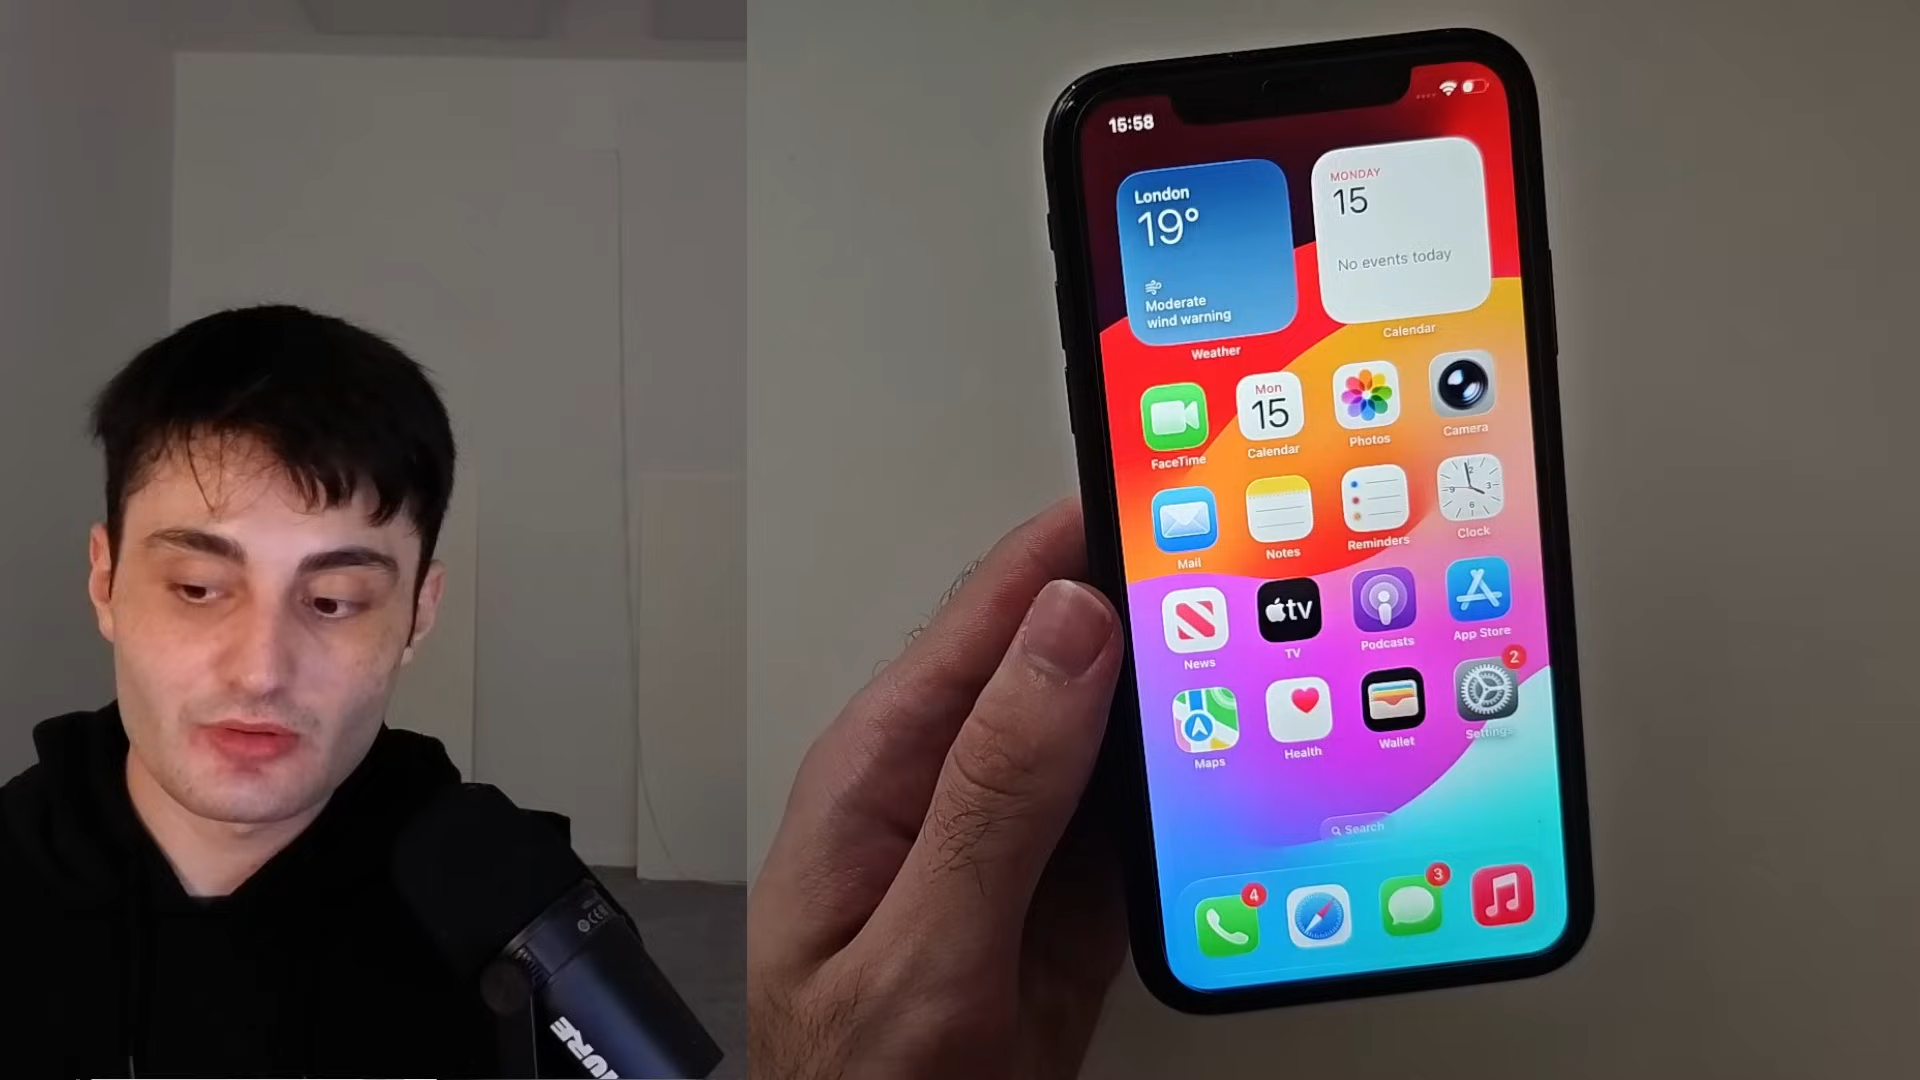 15:58
London
19°
Moderate
wind warning
Weather
MONDAY
15
No events today
Calendar
FaceTime
Mon
15
Calendar
Photos
Camera
Mail
Notes
Reminders
Clock
News
tv
TV
Podcasts
App Store
2
Maps
Health
Wallet
Settings
Search
4
3